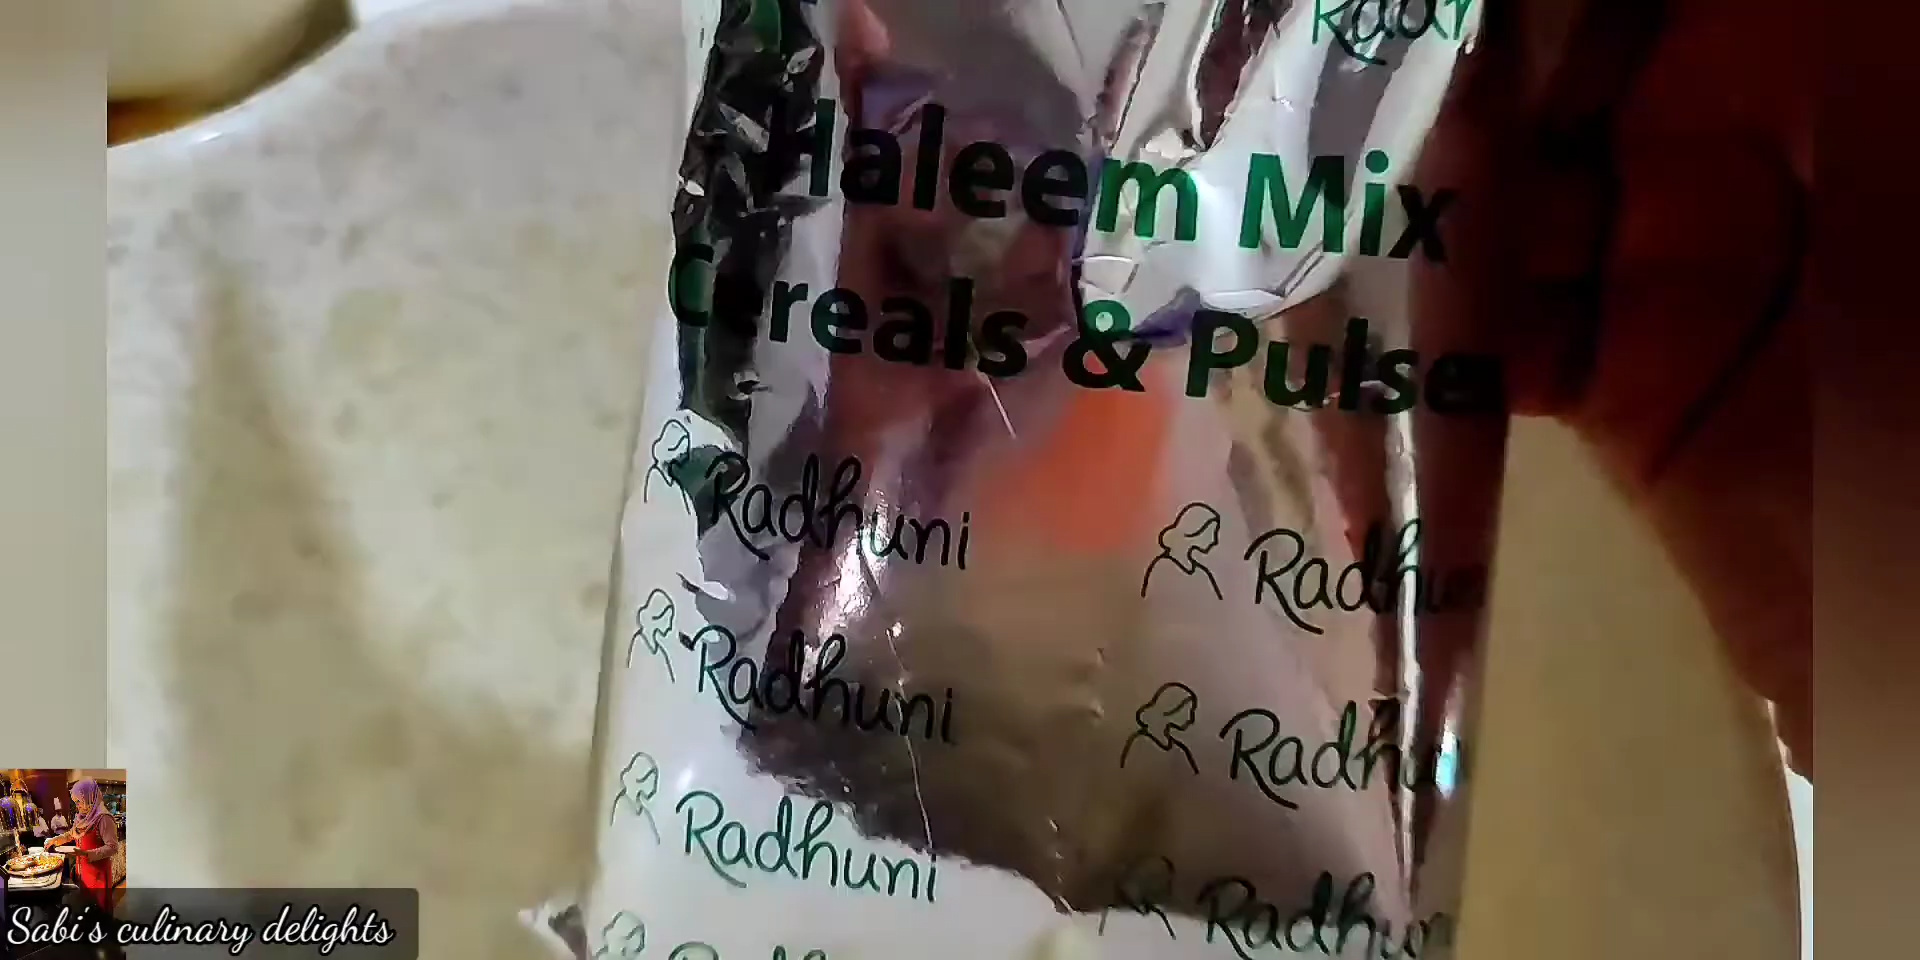 Haleem Mix
Cereals & Pulse
Radhuni
Radhuni
Radhuni
Sabi's culinary delights